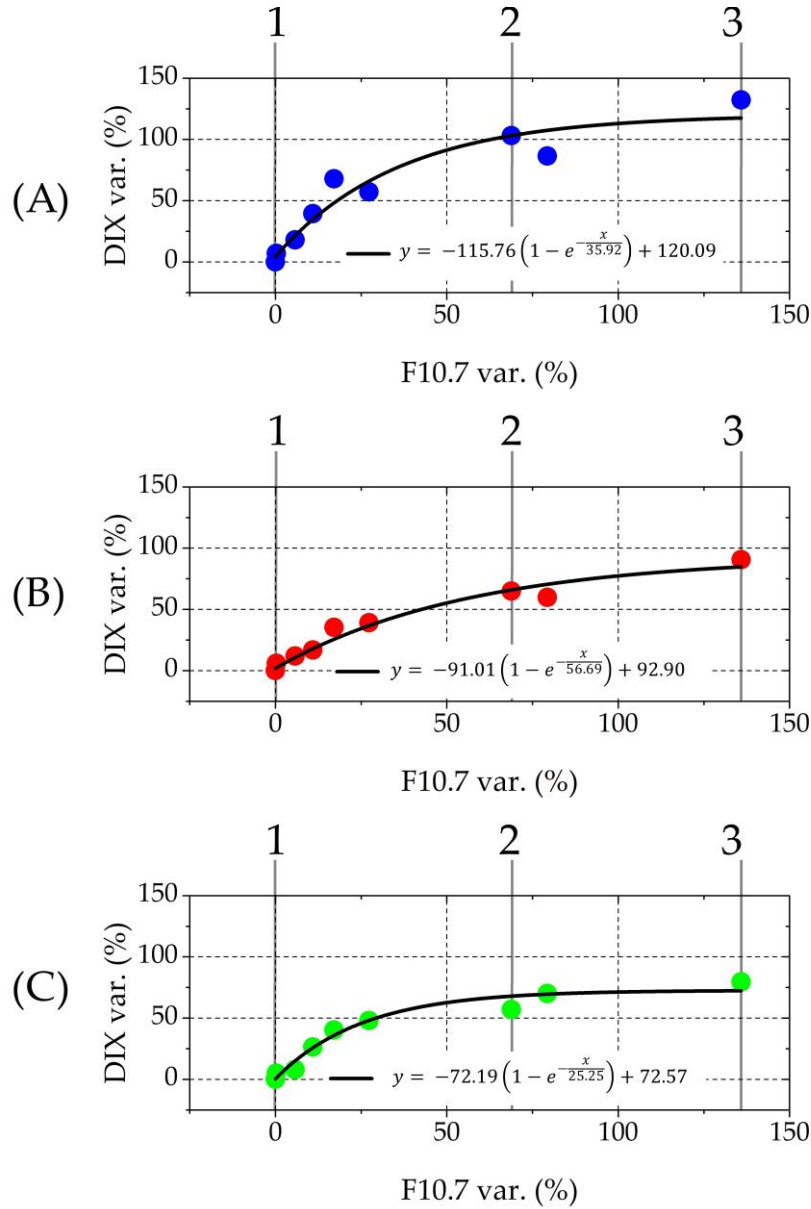 1 2 3
(A)
DIX var. (%)
150
100
50
0
y = −115.76 (1 − e^{−x/35.92}) + 120.09
0 50 100 150
F10.7 var. (%)
1 2 3
(B)
DIX var. (%)
150
100
50
0
y = −91.01 (1 − e^{−x/56.69}) + 92.90
0 50 100 150
F10.7 var. (%)
1 2 3
(C)
DIX var. (%)
150
100
50
0
y = −72.19 (1 − e^{−x/25.25}) + 72.57
0 50 100 150
F10.7 var. (%)